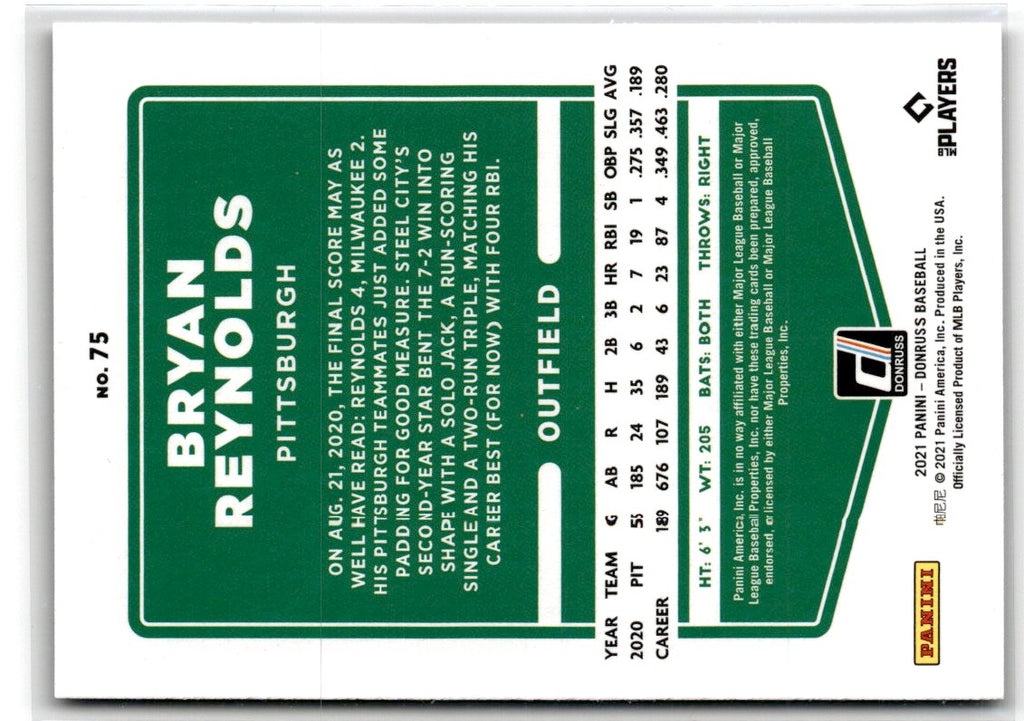 NO. 75
BRYAN
REYNOLDS
PITTSBURGH
ON AUG. 21, 2020, THE FINAL SCORE MAY AS
WELL HAVE READ: REYNOLDS 4, MILWAUKEE 2.
HIS PITTSBURGH TEAMMATES JUST ADDED SOME
PADDING FOR GOOD MEASURE. STEEL CITY'S
SECOND-YEAR STAR BENT THE 7-2 WIN INTO
SHAPE WITH A SOLO JACK, A RUN-SCORING
SINGLE AND A TWO-RUN TRIPLE, MATCHING HIS
CAREER BEST (FOR NOW) WITH FOUR RBI.
OUTFIELD
YEAR TEAM G AB R H 2B 3B HR RBI SB OBP SLG AVG
2020 PIT 55 185 24 35 6 2 7 19 1 .275 .357 .189
CAREER 189 676 107 189 43 6 23 87 4 .349 .463 .280
HT: 6' 3" WT: 205 BATS: BOTH THROWS: RIGHT
Panini America, Inc. is in no way affiliated with either Major League Baseball or Major
League Baseball Properties, Inc. nor have these trading cards been prepared, approved,
endorsed, or licensed by either Major League Baseball or Major League Baseball
Properties, Inc.
DONRUSS
2021 PANINI – DONRUSS BASEBALL
帕尼尼 © 2021 Panini America, Inc. Produced in the USA.
Officially Licensed Product of MLB Players, Inc.
PANINI
MLB PLAYERS